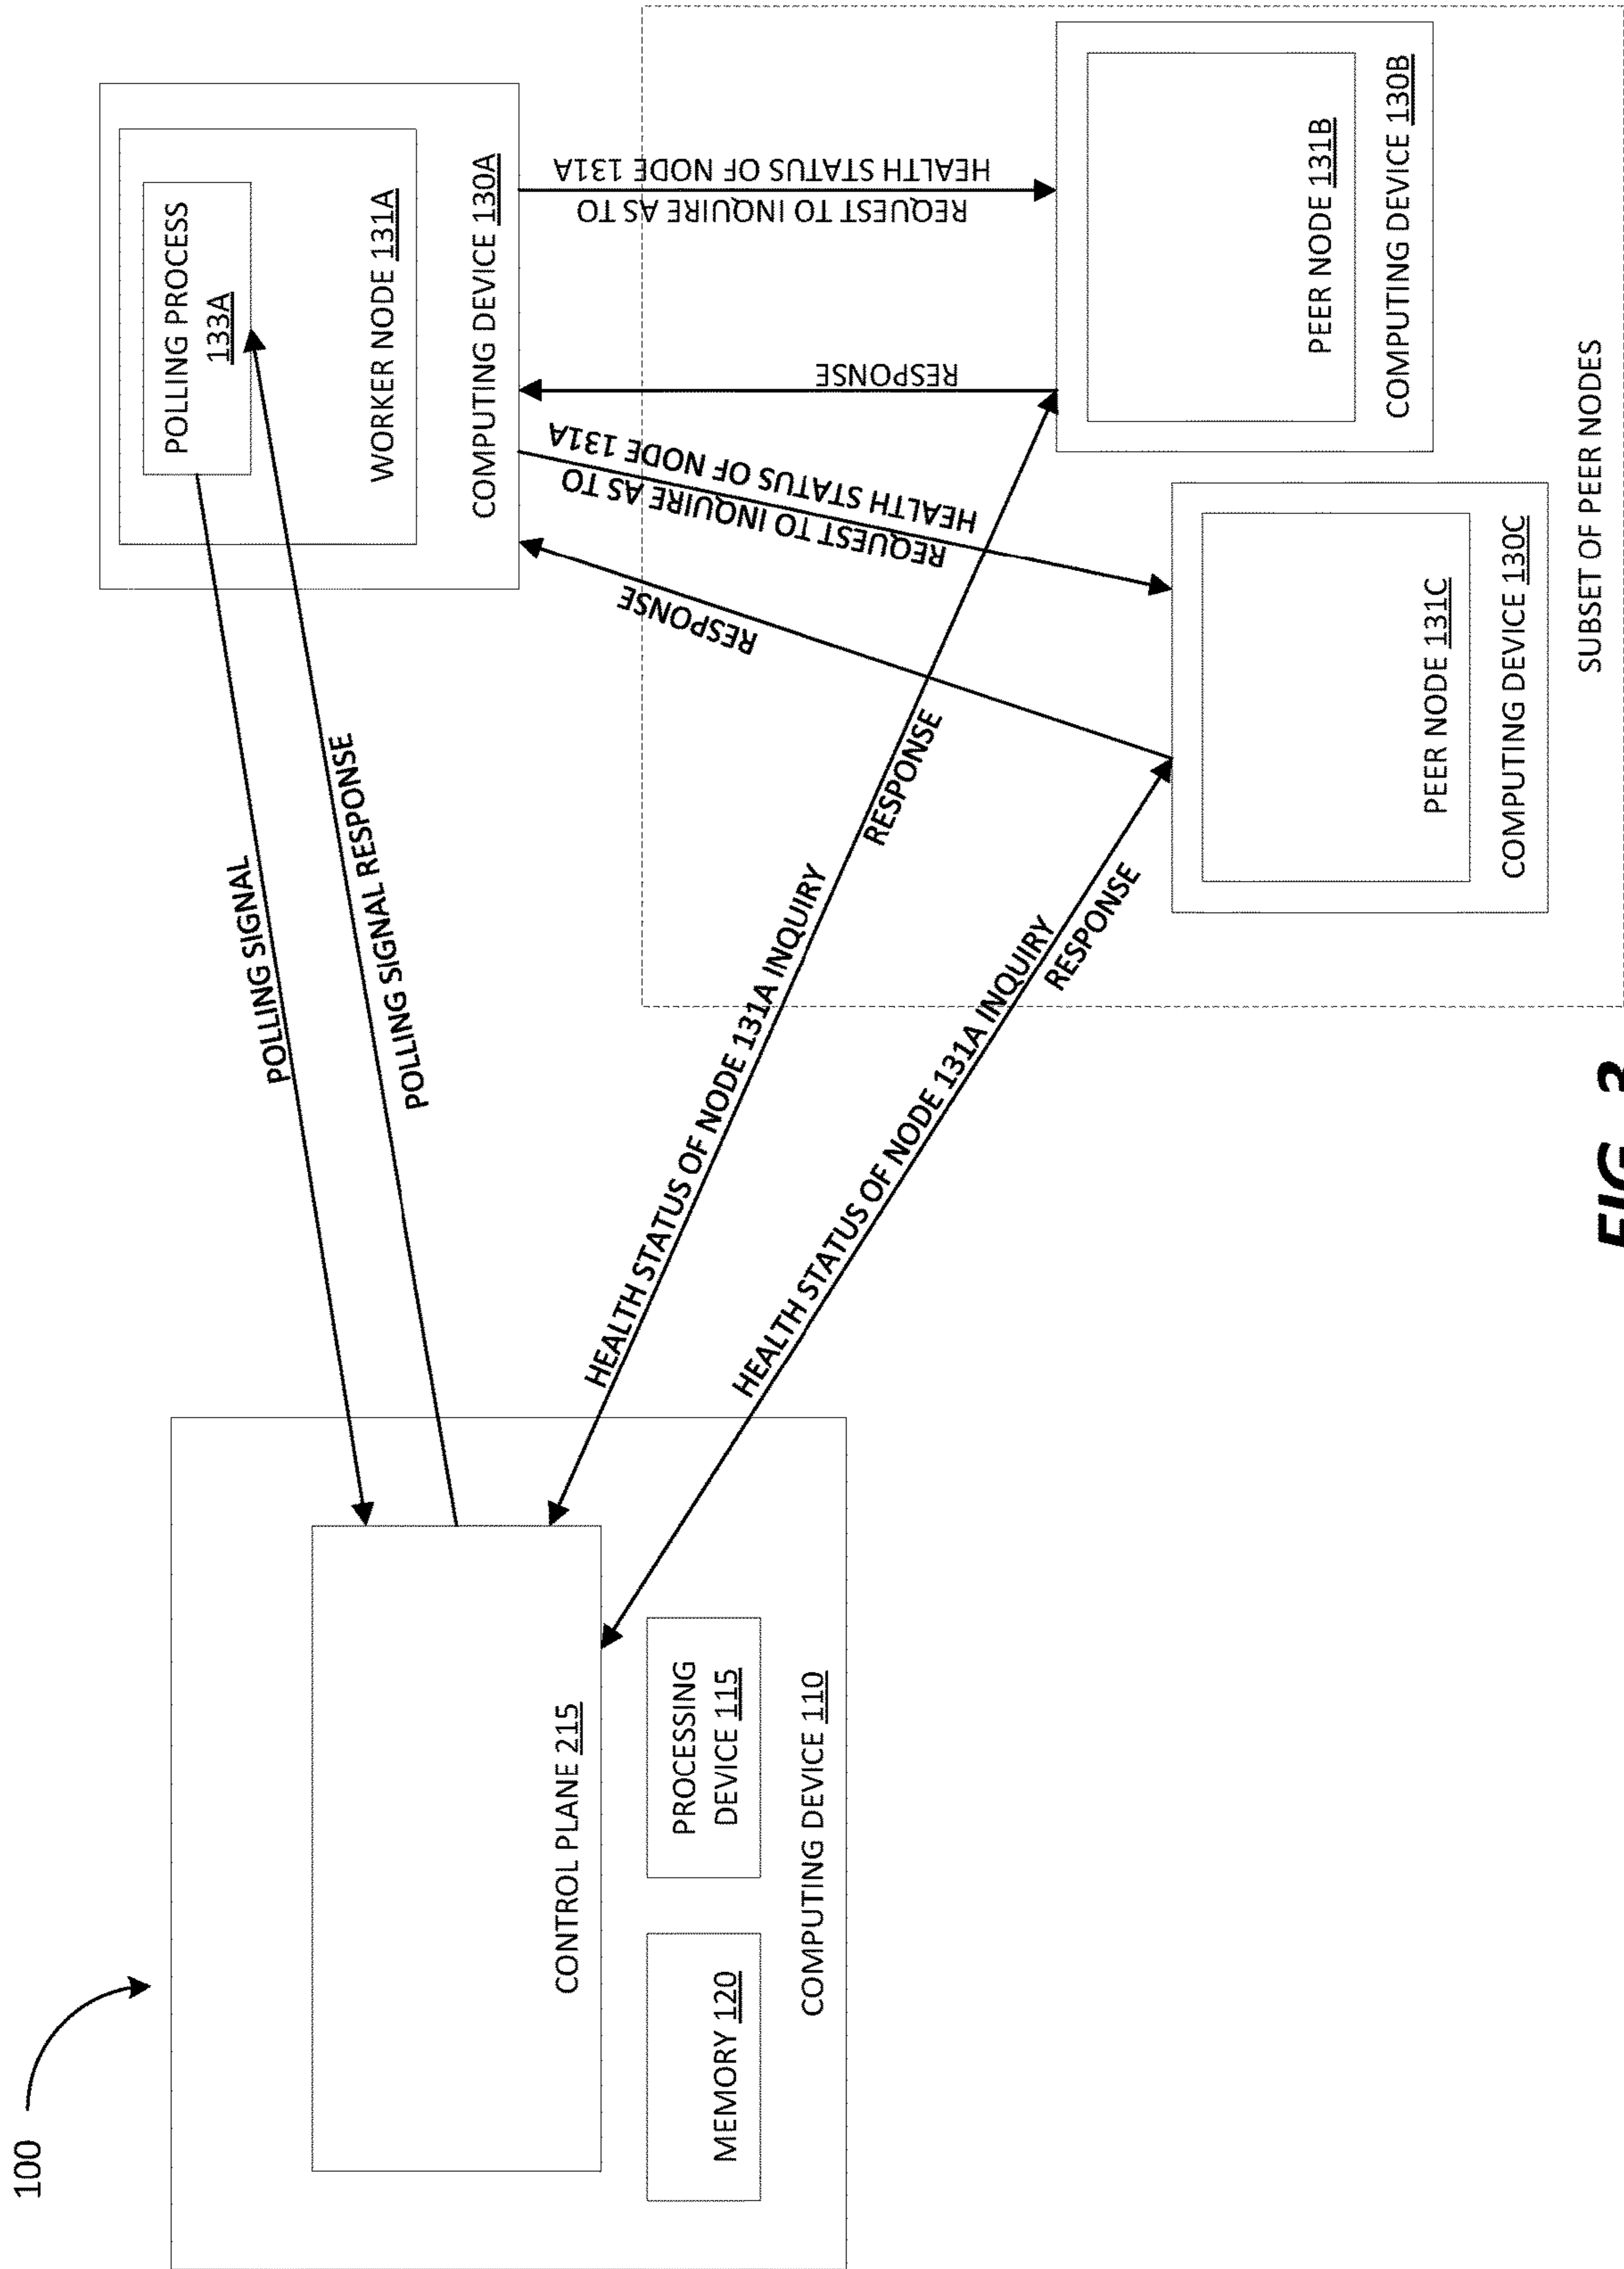 100
CONTROL PLANE 215
MEMORY 120
PROCESSING
DEVICE 115
COMPUTING DEVICE 110
POLLING SIGNAL
POLLING SIGNAL RESPONSE
HEALTH STATUS OF NODE 131A INQUIRY
RESPONSE
HEALTH STATUS OF NODE 131A INQUIRY
RESPONSE
POLLING PROCESS
133A
WORKER NODE 131A
COMPUTING DEVICE 130A
RESPONSE
REQUEST TO INQUIRE AS TO
HEALTH STATUS OF NODE 131A
RESPONSE
REQUEST TO INQUIRE AS TO
HEALTH STATUS OF NODE 131A
PEER NODE 131C
COMPUTING DEVICE 130C
PEER NODE 131B
COMPUTING DEVICE 130B
SUBSET OF PEER NODES
FIG. 3